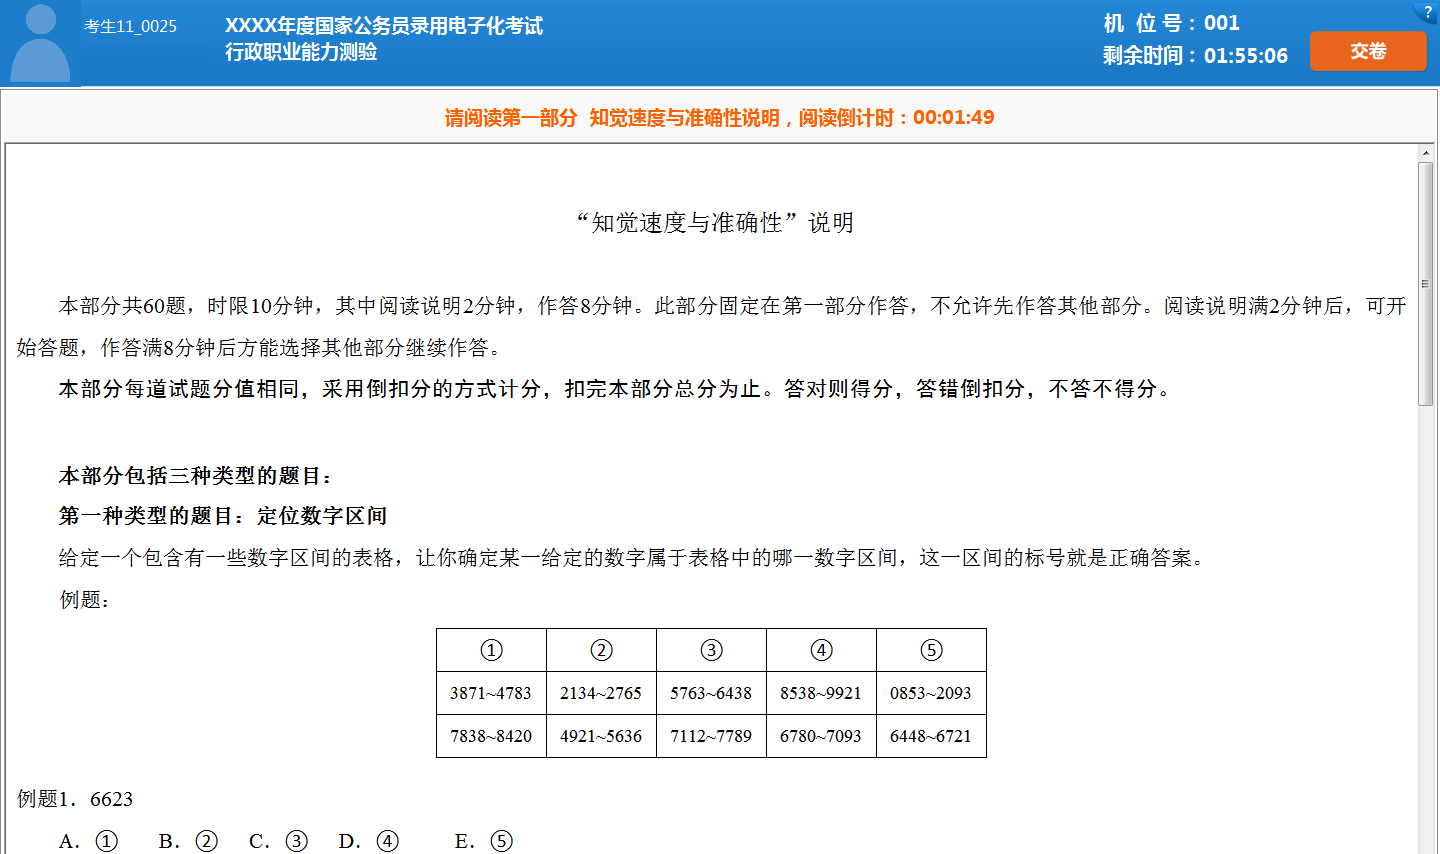 考生11_0025
XXXX年度国家公务员录用电子化考试
行政职业能力测验
机 位 号：001
剩余时间：01:55:06
交卷
?
请阅读第一部分 知觉速度与准确性说明，阅读倒计时：00:01:49
“知觉速度与准确性”说明
本部分共60题，时限10分钟，其中阅读说明2分钟，作答8分钟。此部分固定在第一部分作答，不允许先作答其他部分。阅读说明满2分钟后，可开
始答题，作答满8分钟后方能选择其他部分继续作答。
本部分每道试题分值相同，采用倒扣分的方式计分，扣完本部分总分为止。答对则得分，答错倒扣分，不答不得分。
本部分包括三种类型的题目：
第一种类型的题目：定位数字区间
给定一个包含有一些数字区间的表格，让你确定某一给定的数字属于表格中的哪一数字区间，这一区间的标号就是正确答案。
例题：
① ② ③ ④ ⑤
3871~4783 2134~2765 5763~6438 8538~9921 0853~2093
7838~8420 4921~5636 7112~7789 6780~7093 6448~6721
例题1．6623
A．① B．② C．③ D．④ E．⑤